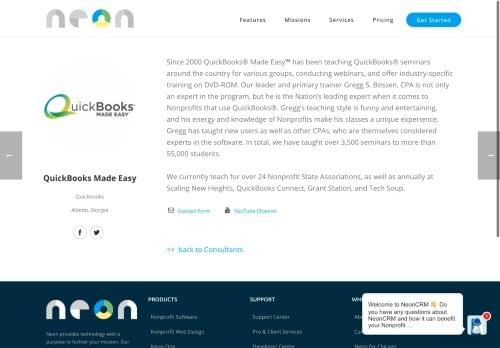 neon
Features Missions Services Pricing Get Started
Since 2000 QuickBooks® Made Easy™ has been teaching QuickBooks® seminars
around the country for various groups, conducting webinars, and offer industry-specific
training on DVD-ROM. Our leader and primary trainer Gregg S. Bossen, CPA is not only
an expert in the program, but he is the Nation's leading expert when it comes to
Nonprofits that use QuickBooks®. Gregg's teaching style is funny and entertaining,
and his energy and knowledge of Nonprofits make his classes a unique experience.
Gregg has taught new users as well as other CPAs, who are themselves considered
experts in the software. In total, we have taught over 3,500 seminars to more than
55,000 students.
We currently teach for over 24 Nonprofit State Associations, as well as annually at
Scaling New Heights, QuickBooks Connect, Grant Station, and Tech Soup.
Contact Form YouTube Channel
<< back to Consultants
QuickBooks
MADE EASY™
QuickBooks Made Easy
Quickbooks
Atlanta, Georgia
neon
Neon provides technology with a
purpose to further your mission. Our
PRODUCTS
Nonprofit Software
Nonprofit Web Design
Neon One
SUPPORT
Support Center
Pro & Client Services
Developer Center
WH
Abo
Care
Neon for Chicago
Welcome to NeonCRM 👋 Do
you have any questions about
NeonCRM and how it can benefit
your Nonprofit ...
1